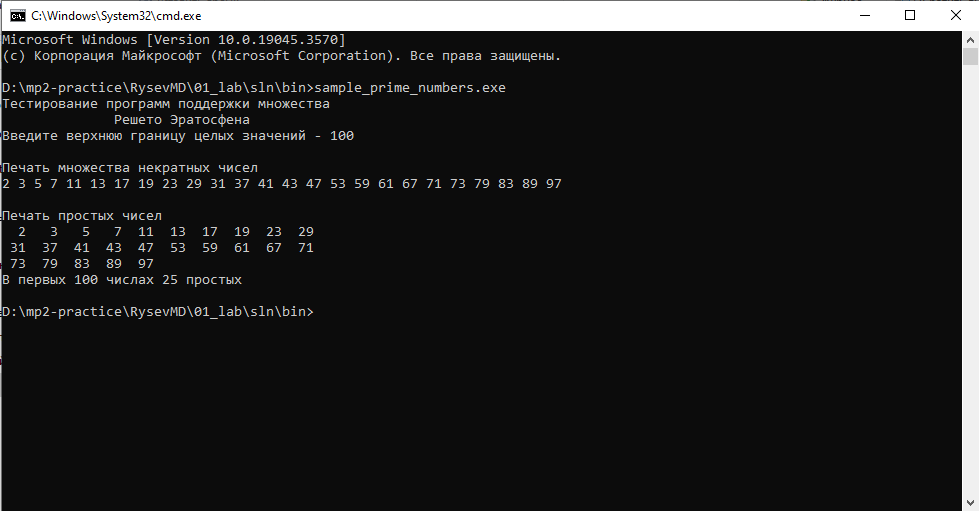 C:\Windows\System32\cmd.exe
Microsoft Windows [Version 10.0.19045.3570]
(c) Корпорация Майкрософт (Microsoft Corporation). Все права защищены.
D:\mp2-practice\RysevMD\01_lab\sln\bin>sample_prime_numbers.exe
Тестирование программ поддержки множества
Решето Эратосфена
Введите верхнюю границу целых значений - 100
Печать множества некратных чисел
2 3 5 7 11 13 17 19 23 29 31 37 41 43 47 53 59 61 67 71 73 79 83 89 97
Печать простых чисел
2 3 5 7 11 13 17 19 23 29
31 37 41 43 47 53 59 61 67 71
73 79 83 89 97
В первых 100 числах 25 простых
D:\mp2-practice\RysevMD\01_lab\sln\bin>